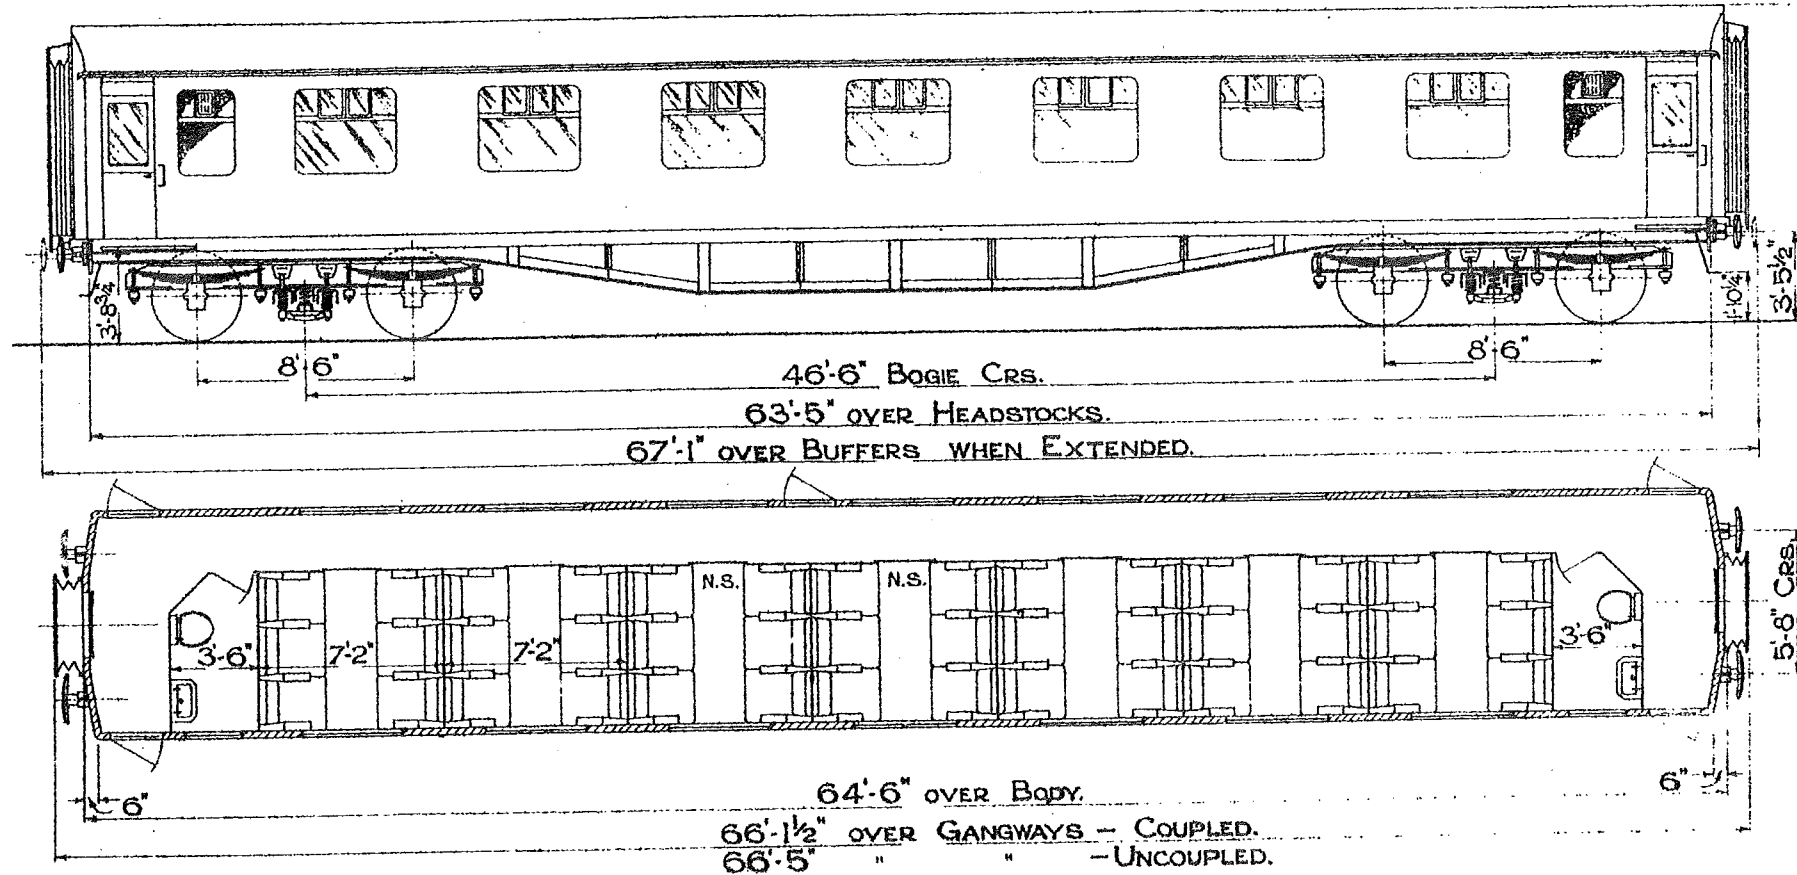 3'-8¾"
1'-10¼"
3'-5½"
8'-6"
8'-6"
46'-6" BOGIE CRS.
63'-5" OVER HEADSTOCKS.
67'-1" OVER BUFFERS WHEN EXTENDED.
N.S.
N.S.
3'-6"
7'-2"
7'-2"
3'-6"
5'-8" CRS.
6"
6"
64'-6" OVER BODY.
66'-1½" OVER GANGWAYS - COUPLED.
66'-5" " " - UNCOUPLED.